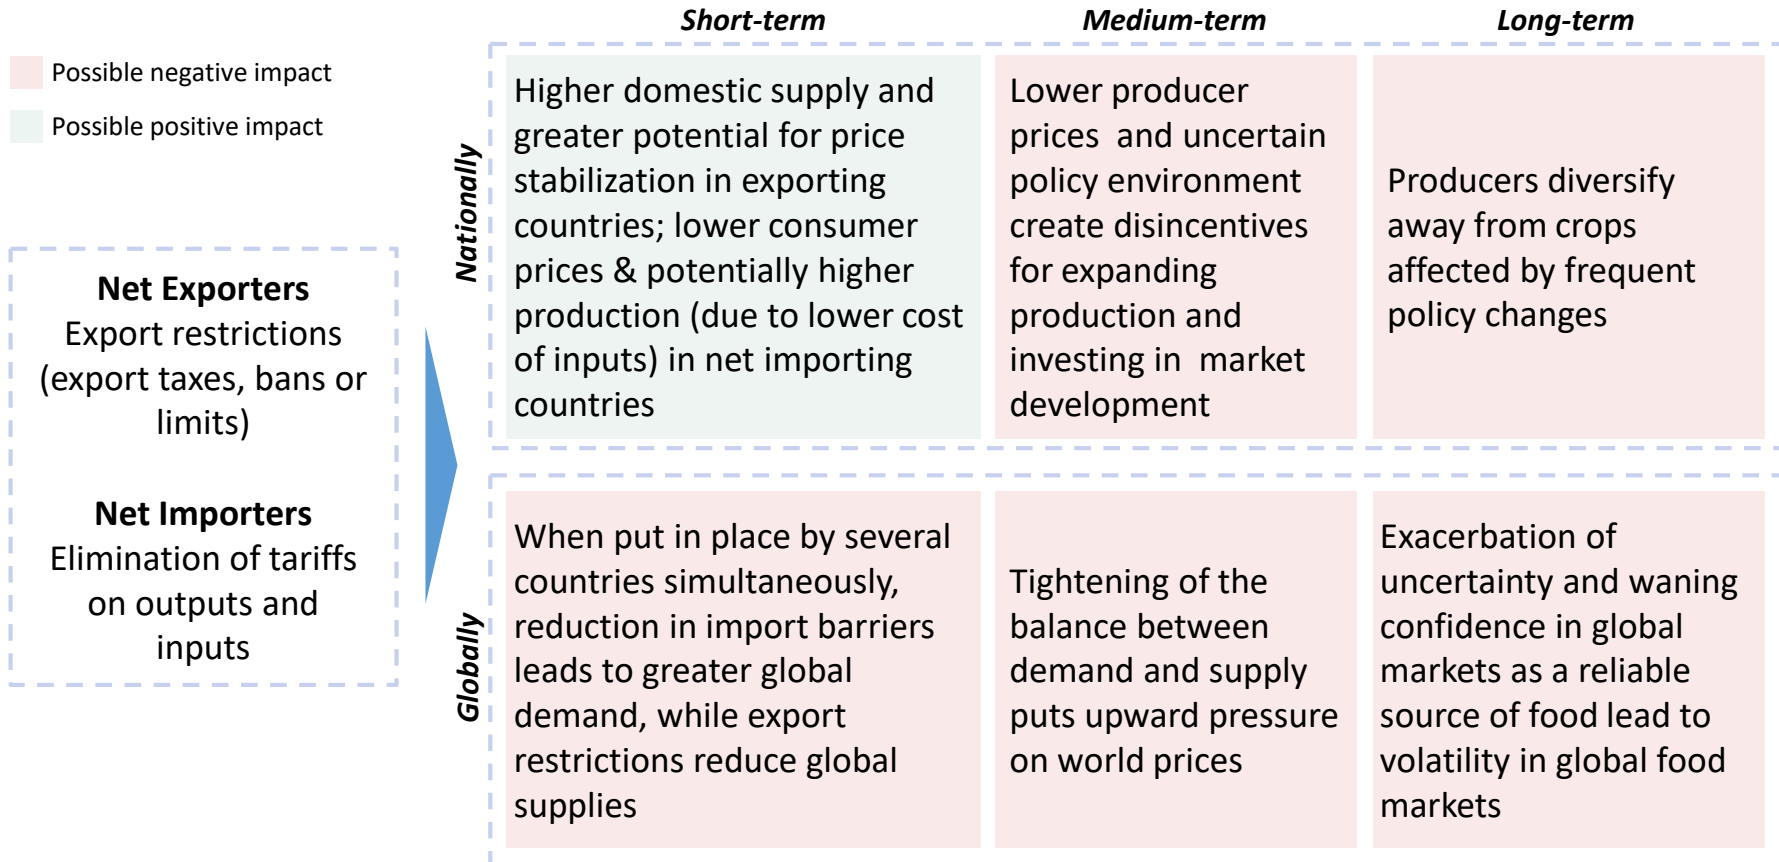 Short-term
Medium-term
Long-term
Possible negative impact
Possible positive impact
Net Exporters
Export restrictions
(export taxes, bans or
limits)
Net Importers
Elimination of tariffs
on outputs and
inputs
Nationally
Higher domestic supply and
greater potential for price
stabilization in exporting
countries; lower consumer
prices & potentially higher
production (due to lower cost
of inputs) in net importing
countries
Lower producer
prices and uncertain
policy environment
create disincentives
for expanding
production and
investing in market
development
Producers diversify
away from crops
affected by frequent
policy changes
Globally
When put in place by several
countries simultaneously,
reduction in import barriers
leads to greater global
demand, while export
restrictions reduce global
supplies
Tightening of the
balance between
demand and supply
puts upward pressure
on world prices
Exacerbation of
uncertainty and waning
confidence in global
markets as a reliable
source of food lead to
volatility in global food
markets